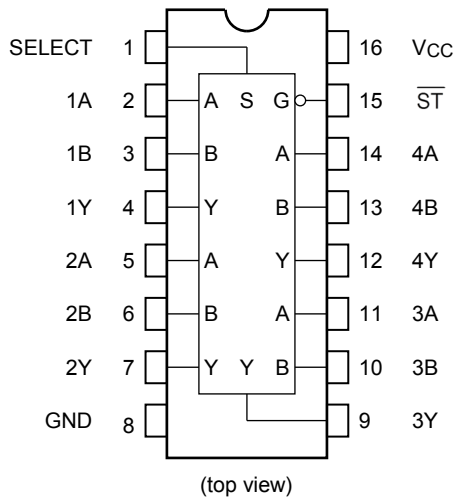 SELECT 1 16 VCC
1A 2 A S G 15 ST
1B 3 B A 14 4A
1Y 4 Y B 13 4B
2A 5 A Y 12 4Y
2B 6 B A 11 3A
2Y 7 Y Y B 10 3B
GND 8 9 3Y
(top view)